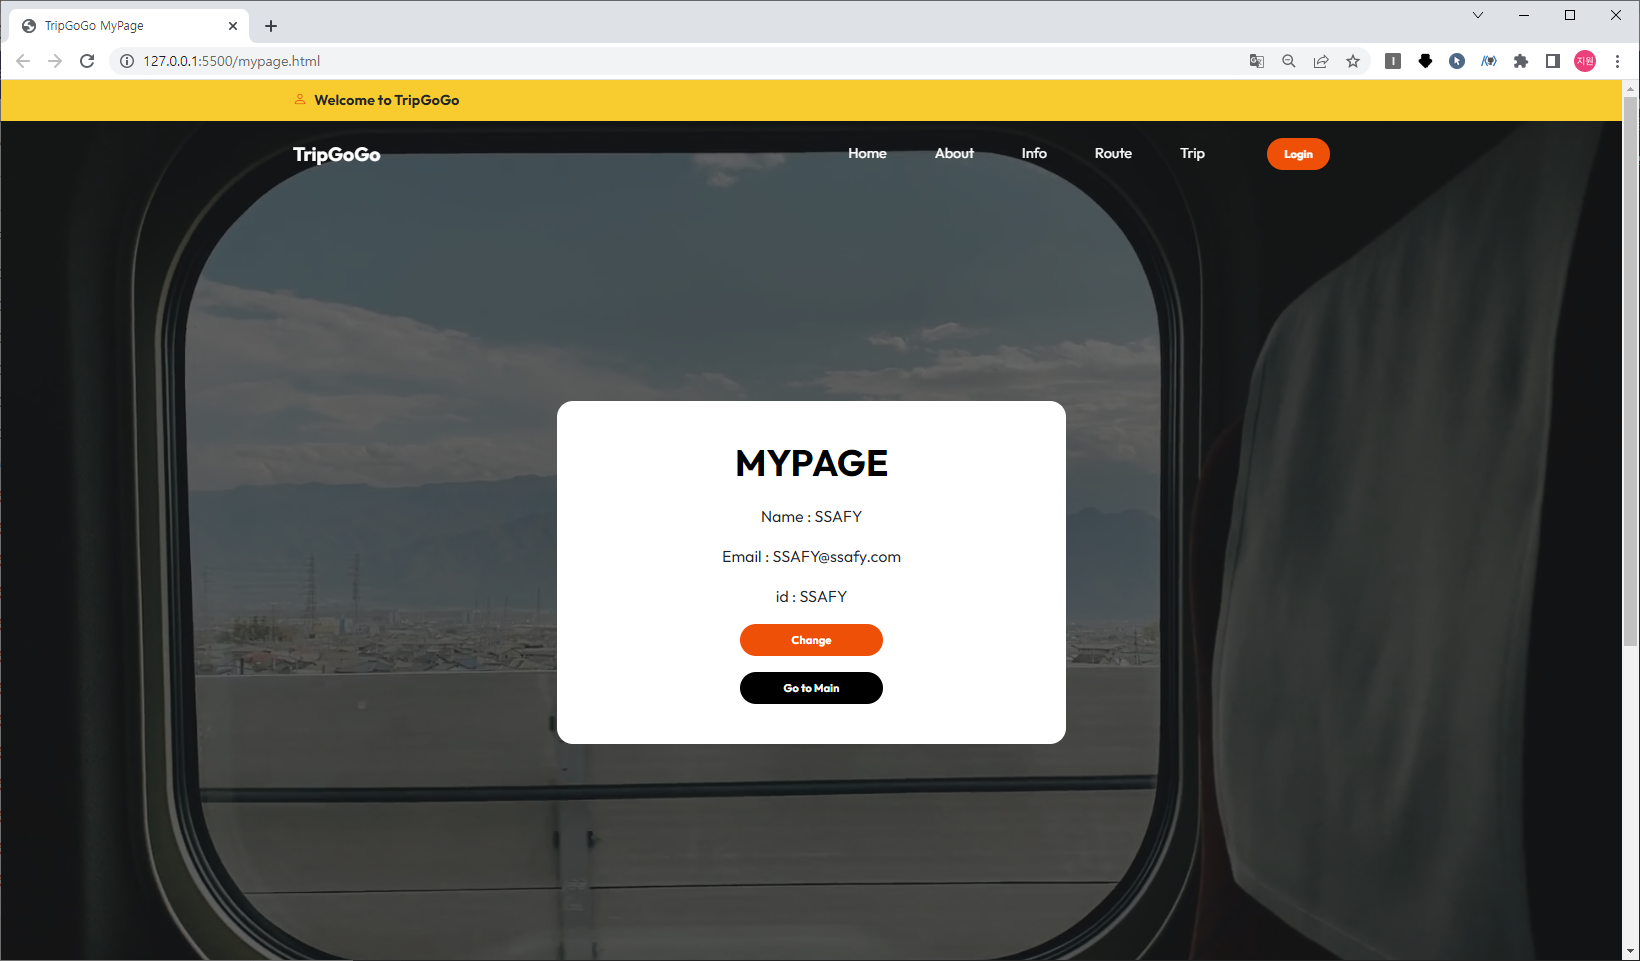 TripGoGo MyPage
127.0.0.1:5500/mypage.html
지원
Welcome to TripGoGo
TripGoGo
Home About Info Route Trip Login
MYPAGE
Name : SSAFY
Email : SSAFY@ssafy.com
id : SSAFY
Change
Go to Main